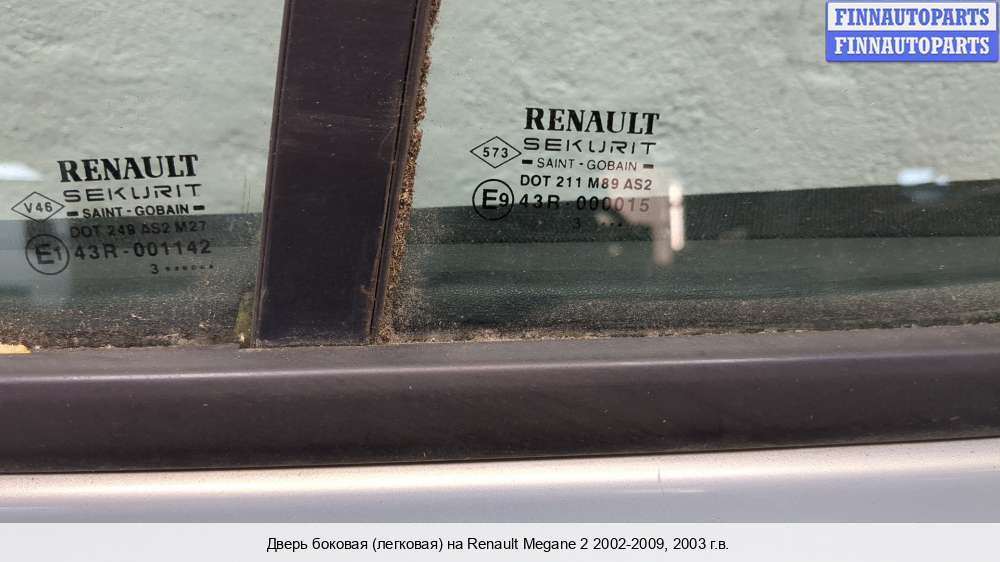 FINNAUTOPARTS
FINNAUTOPARTS
RENAULT
SEKURIT
SAINT-GOBAIN
V46
DOT 249 AS2 M27
E1 43R-001142
3 ••••••
RENAULT
573
SEKURIT
SAINT-GOBAIN
DOT 211 M89 AS2
E9 43R-000015
3
Дверь боковая (легковая) на Renault Megane 2 2002-2009, 2003 г.в.